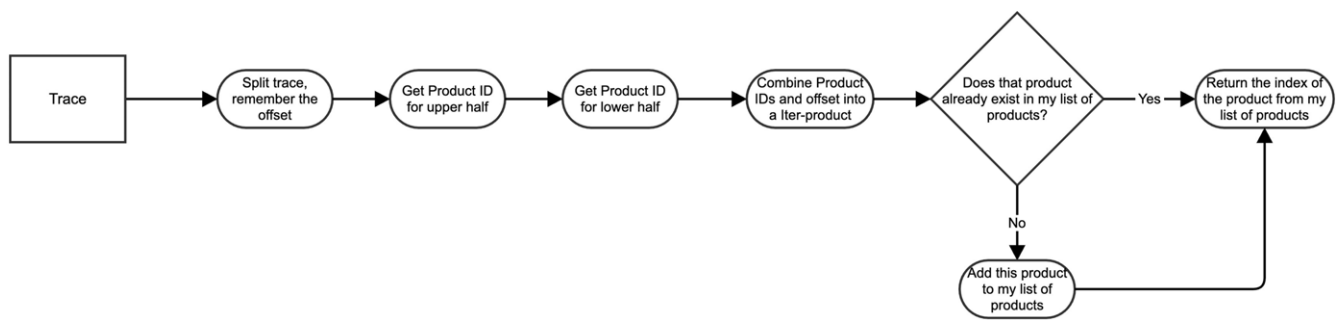 Trace
Split trace,
remember the
offset
Get Product ID
for upper half
Get Product ID
for lower half
Combine Product
IDs and offset into
a Iter-product
Does that product
already exist in my list of
products?
Yes
Return the index of
the product from my
list of products
No
Add this product
to my list of
products